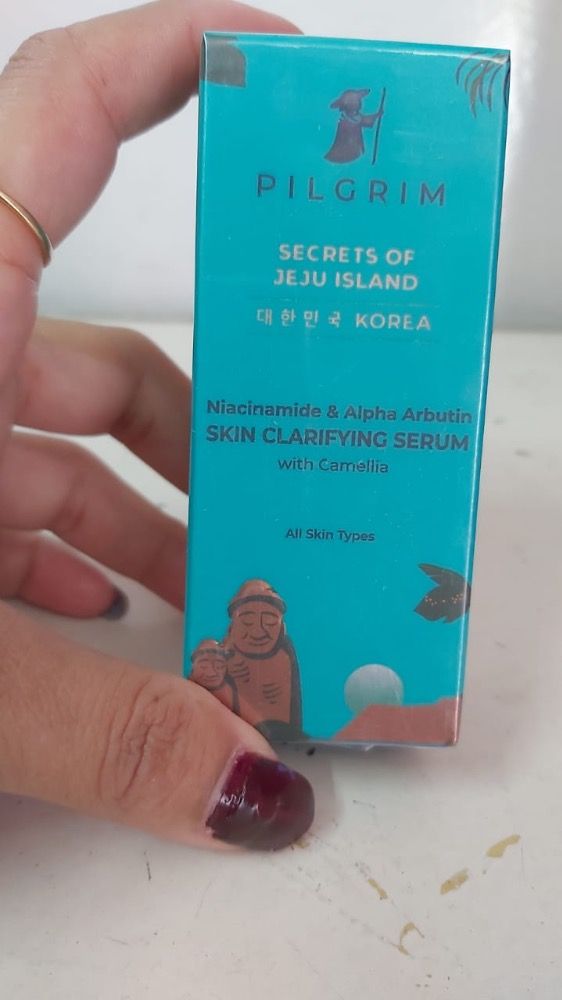 PILGRIM
SECRETS OF
JEJU ISLAND
대한민국 KOREA
Niacinamide & Alpha Arbutin
SKIN CLARIFYING SERUM
with Camellia
All Skin Types